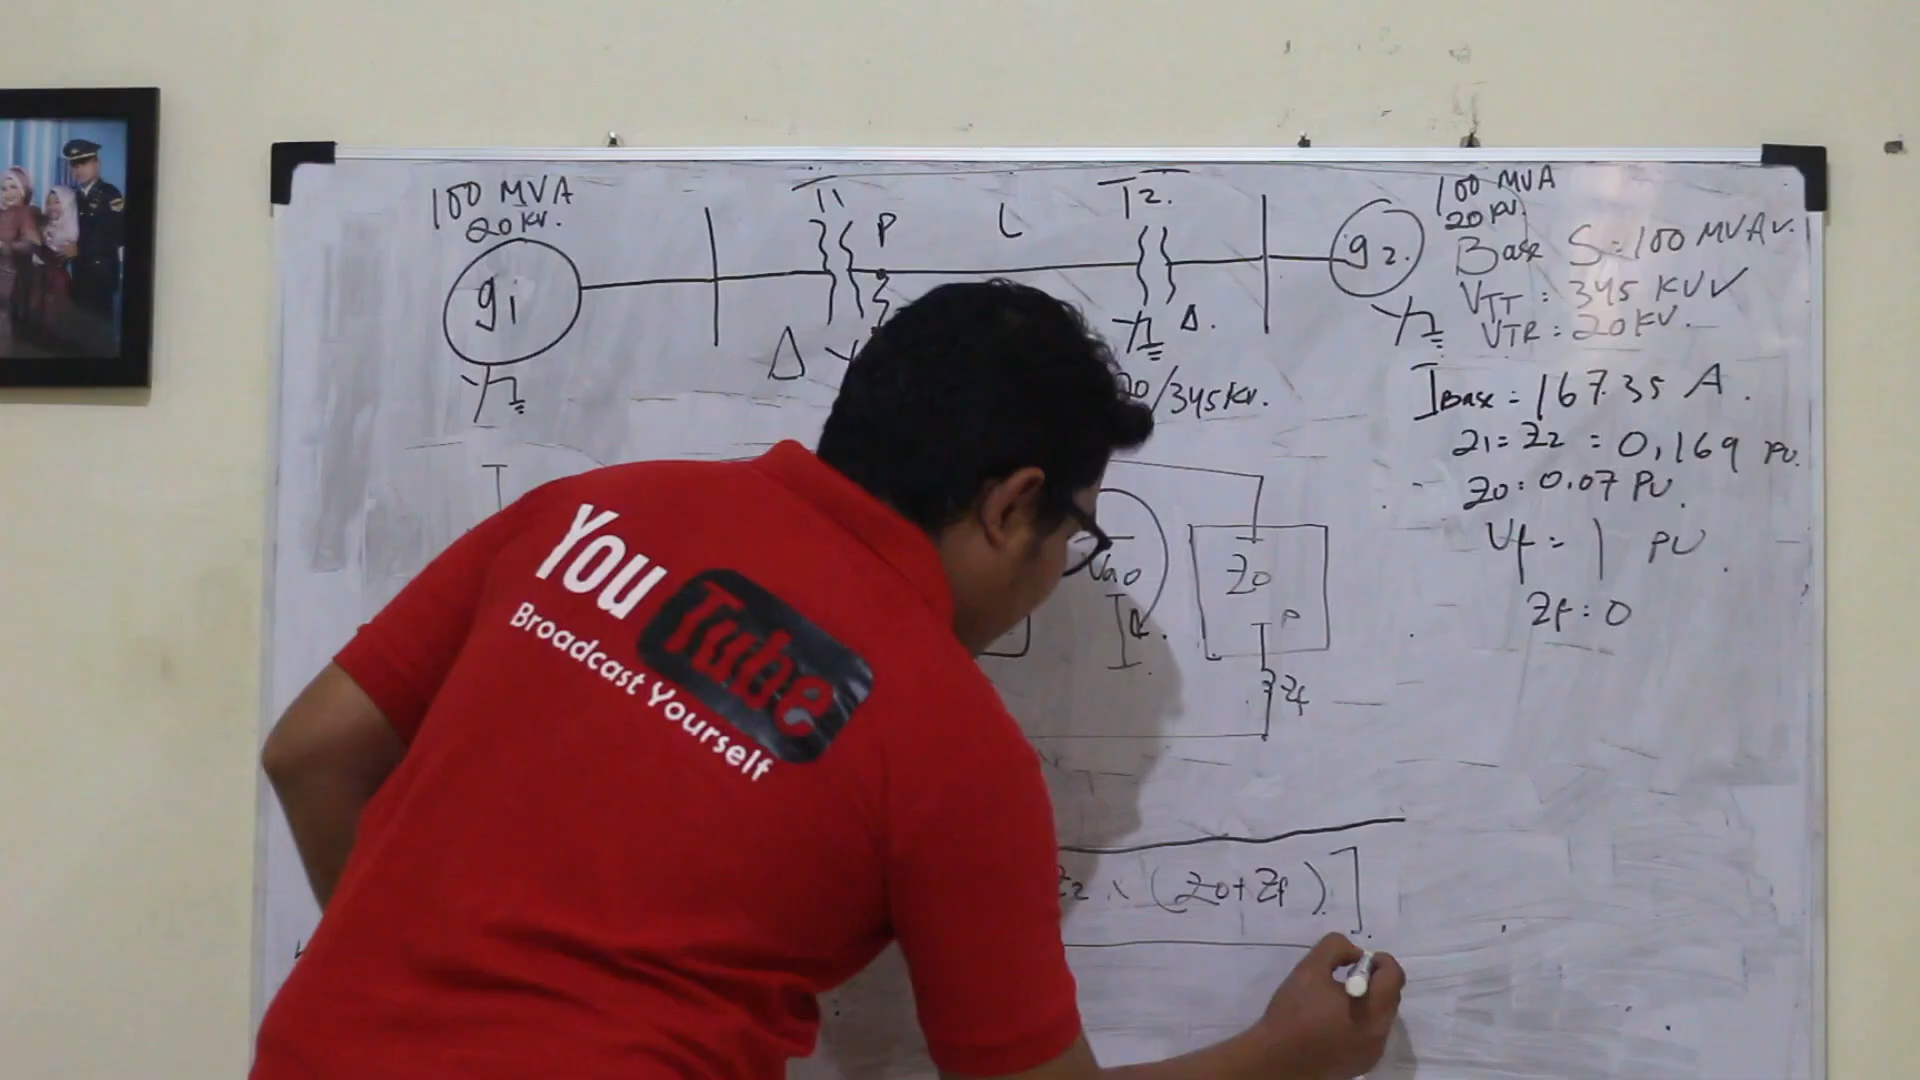 100 MVA
20 KV.
T1
P
L
T2.
100 MVA
20 KV.
g1
g2.
Base S = 100 MVA
VTT : 345 KV
VTR : 20 KV.
Δ Y
Δ.
/345 KV.
IBase = 167.35 A.
Z1 = Z2 = 0,169 PU.
Z0 : 0.07 PU.
Vf = 1 PU
Zf : 0
Va0
Z0
P
Zf
Z2 \ (Z0+Zf)]
You Tube
Broadcast Yourself